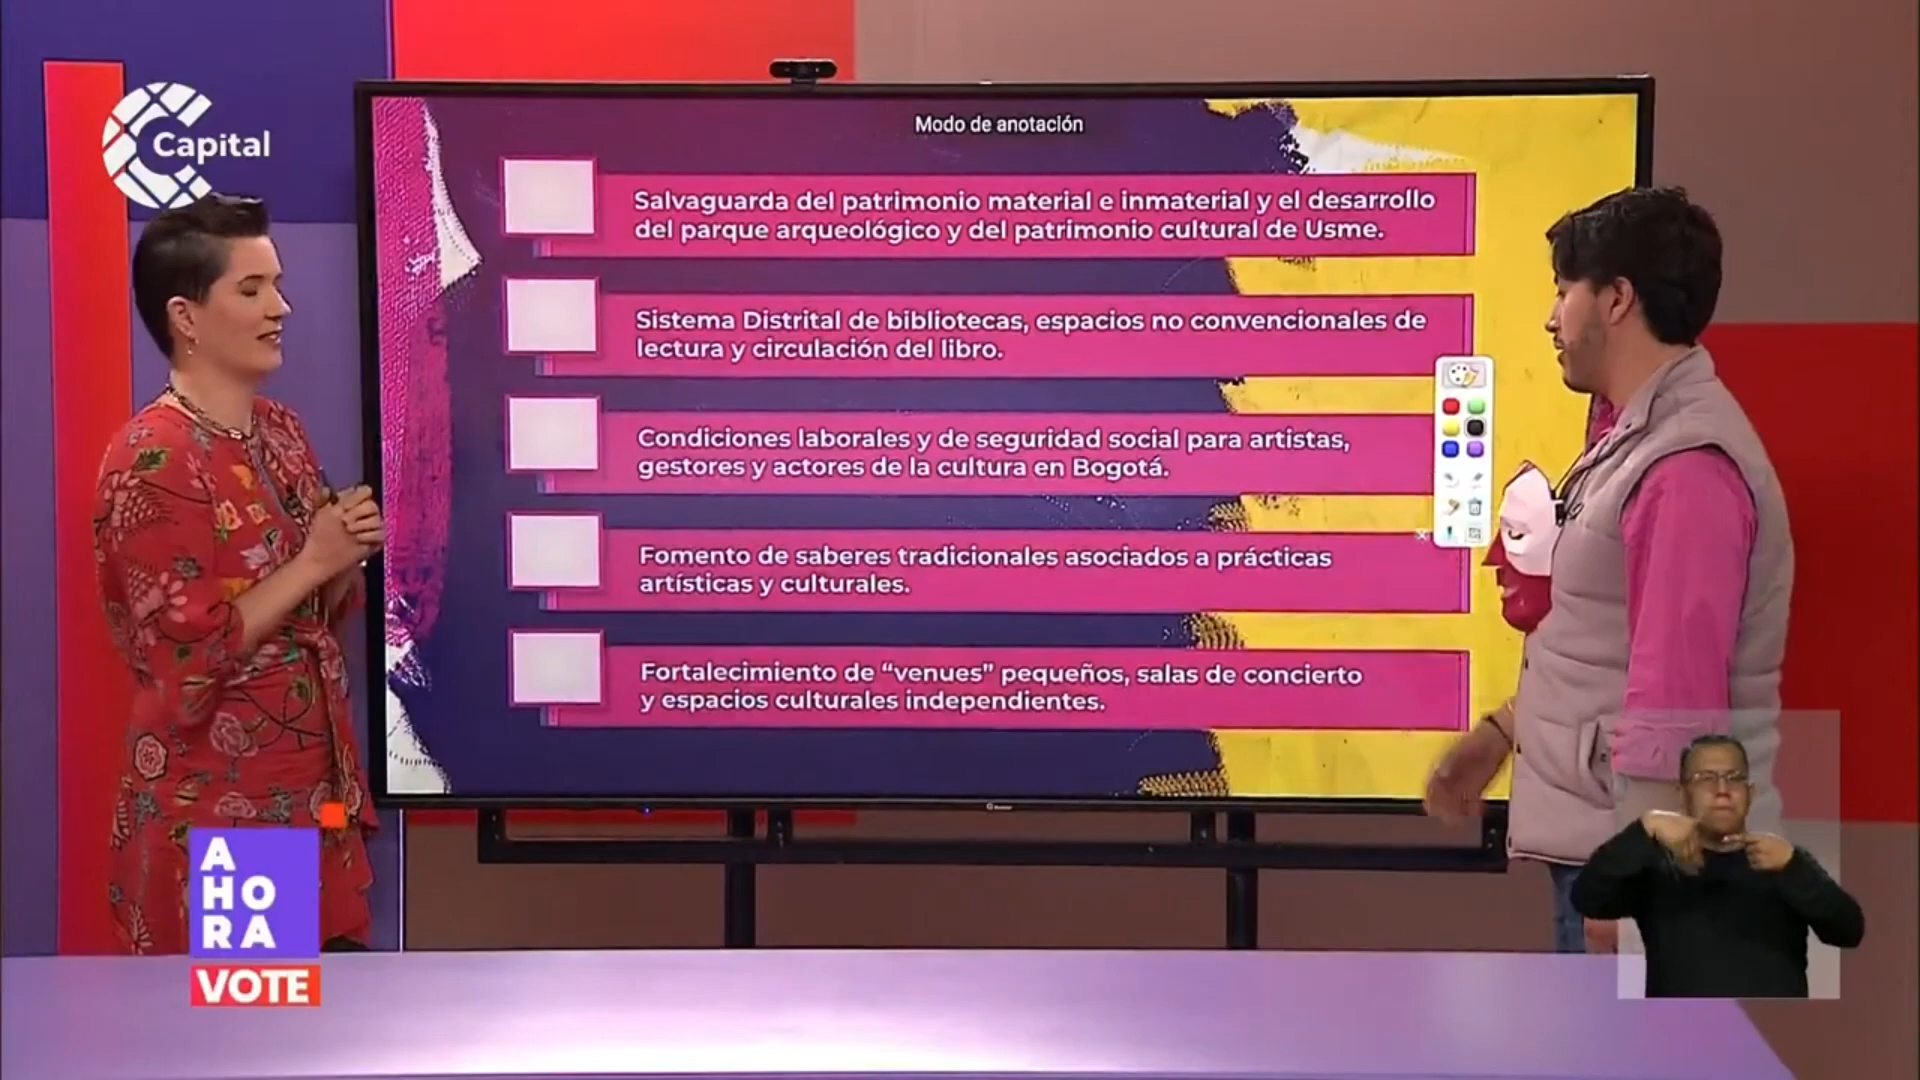 Capital
Modo de anotación
Salvaguarda del patrimonio material e inmaterial y el desarrollo
del parque arqueológico y del patrimonio cultural de Usme.
Sistema Distrital de bibliotecas, espacios no convencionales de
lectura y circulación del libro.
Condiciones laborales y de seguridad social para artistas,
gestores y actores de la cultura en Bogotá.
Fomento de saberes tradicionales asociados a prácticas
artísticas y culturales.
Fortalecimiento de “venues” pequeños, salas de concierto
y espacios culturales independientes.
A
HO
RA
VOTE